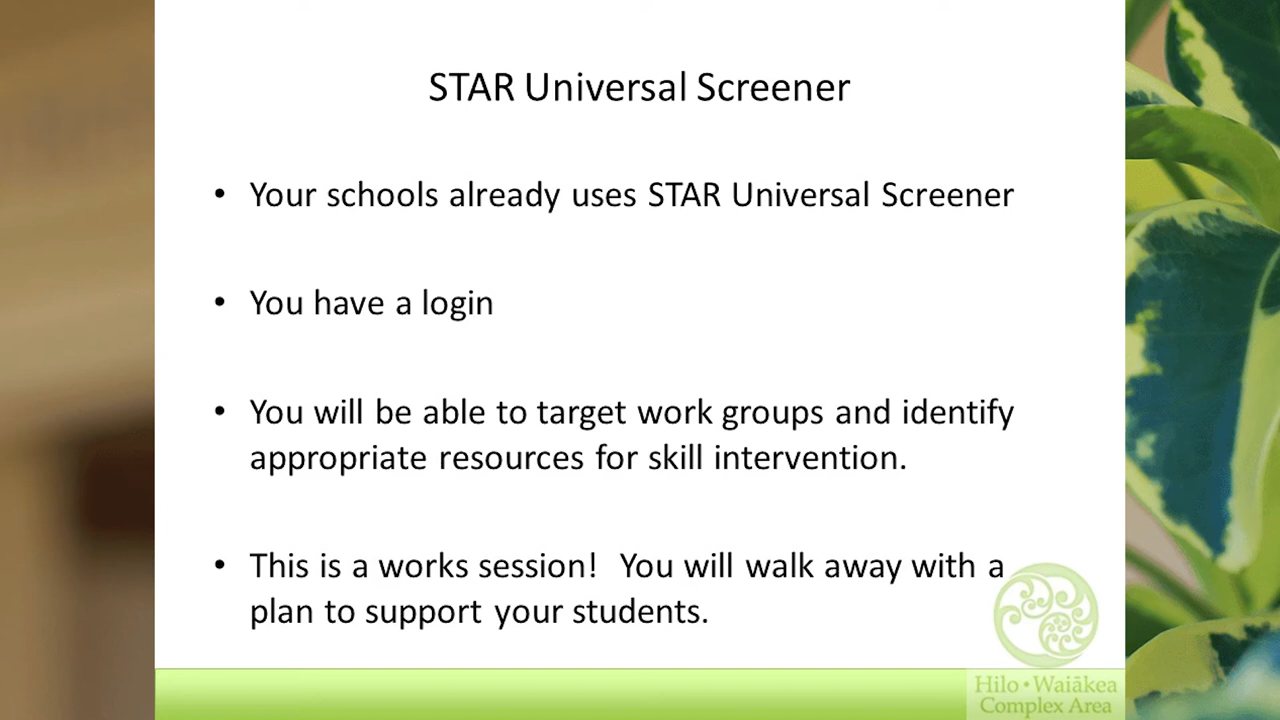 STAR Universal Screener
• Your schools already uses STAR Universal Screener
• You have a login
• You will be able to target work groups and identify
appropriate resources for skill intervention.
• This is a works session!  You will walk away with a
plan to support your students.
Hilo • Waiākea
Complex Area